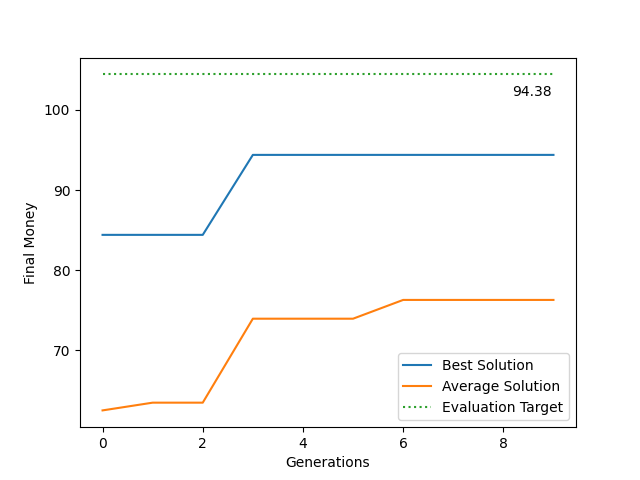 94.38
100
90
80
70
Final Money
0 2 4 6 8
Generations
Best Solution
Average Solution
Evaluation Target